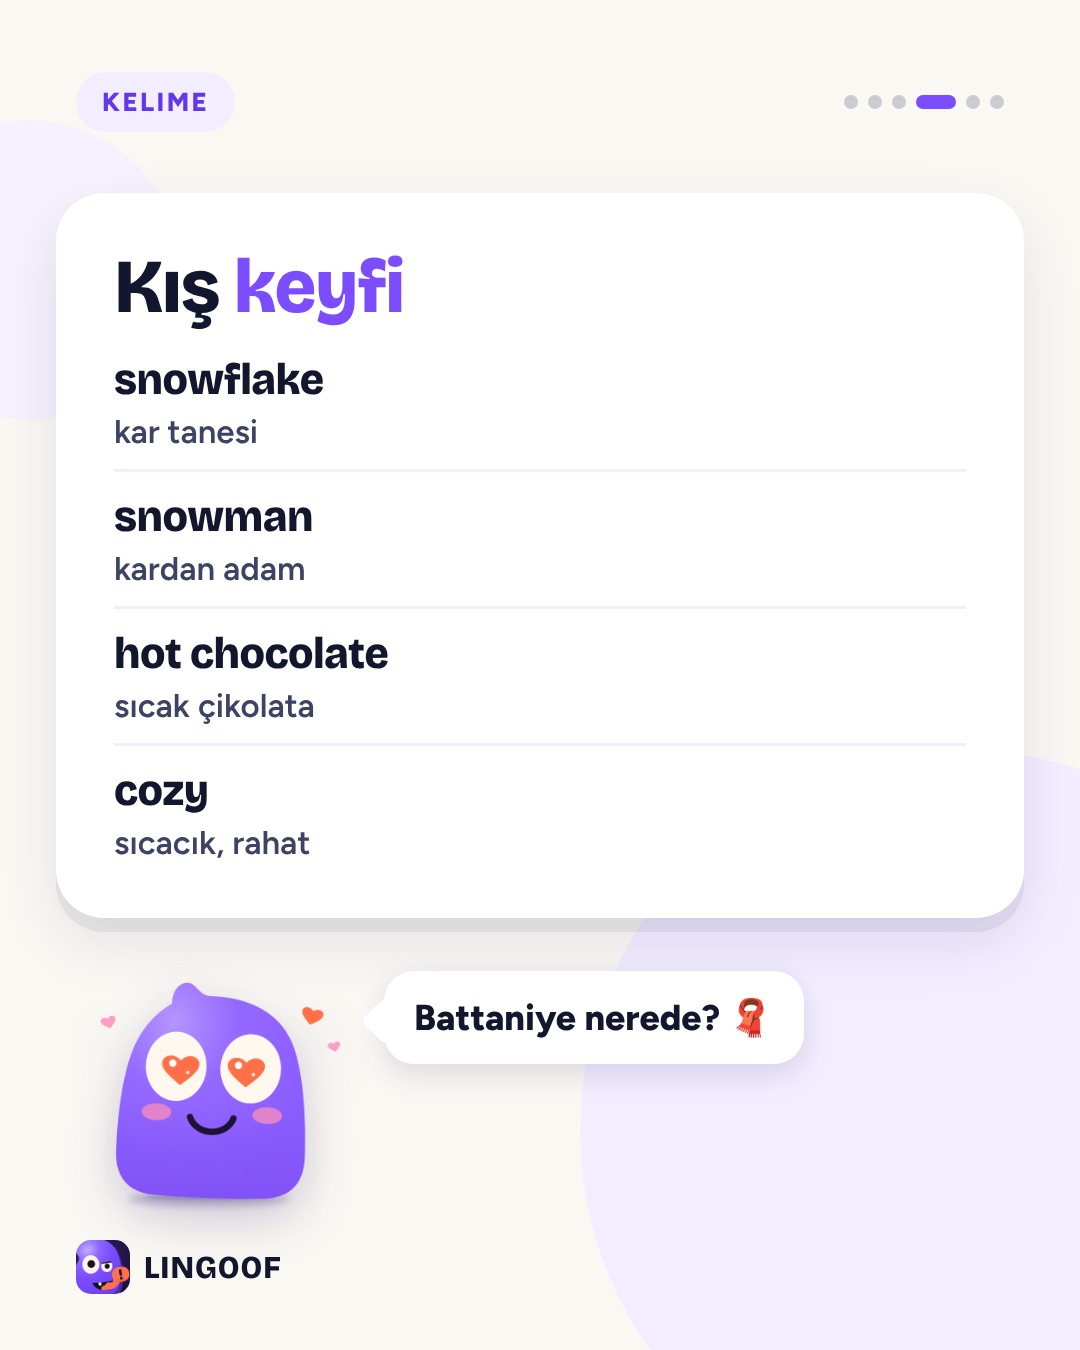 KELIME
Kış keyfi
snowflake
kar tanesi
snowman
kardan adam
hot chocolate
sıcak çikolata
cozy
sıcacık, rahat
Battaniye nerede? 🧣
LINGOOF